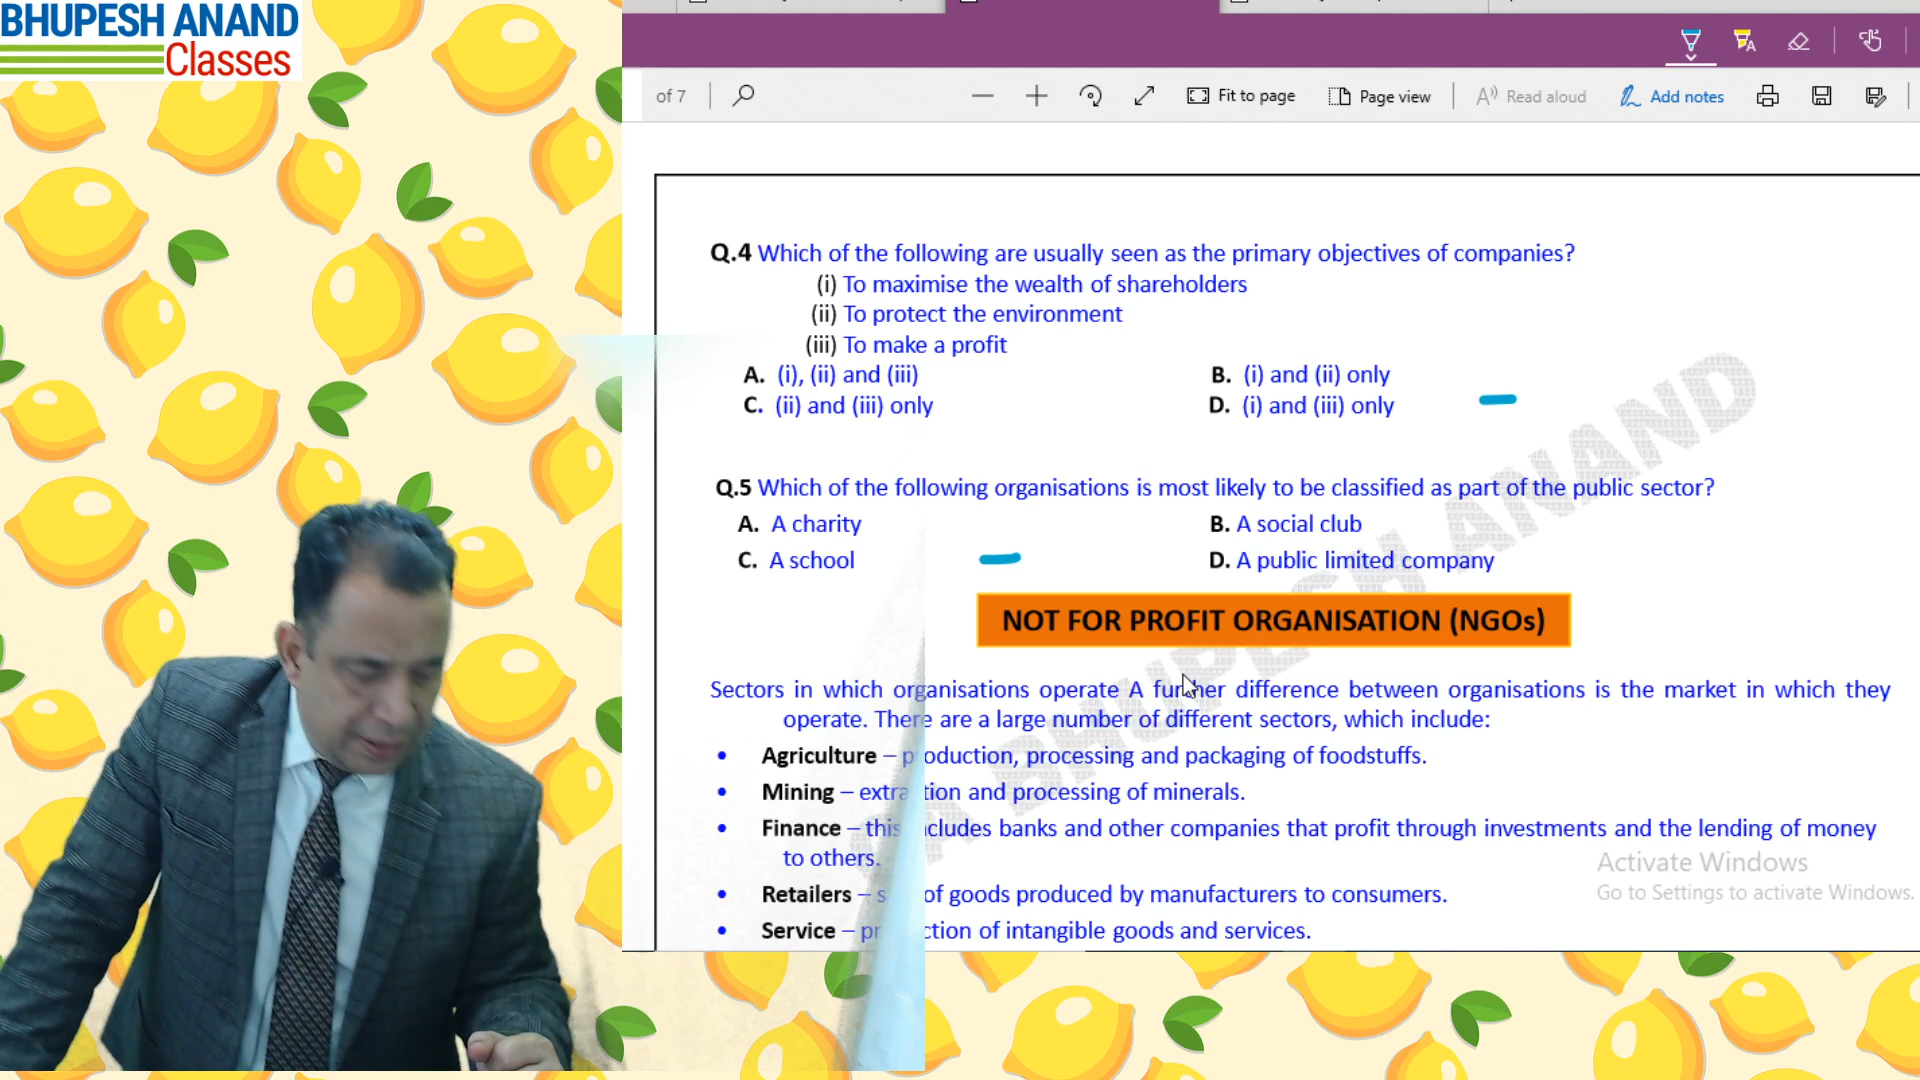 BHUPESH ANAND
Classes
of 7
Fit to page
Page view
Read aloud
Add notes
Q.4 Which of the following are usually seen as the primary objectives of companies?
(i) To maximise the wealth of shareholders
(ii) To protect the environment
(iii) To make a profit
A. (i), (ii) and (iii)
B. (i) and (ii) only
C. (ii) and (iii) only
D. (i) and (iii) only
Q.5 Which of the following organisations is most likely to be classified as part of the public sector?
A. A charity
B. A social club
C. A school
D. A public limited company
NOT FOR PROFIT ORGANISATION (NGOs)
Sectors in which organisations operate A further difference between organisations is the market in which they
operate. There are a large number of different sectors, which include:
• Agriculture – production, processing and packaging of foodstuffs.
• Mining – extraction and processing of minerals.
• Finance – this includes banks and other companies that profit through investments and the lending of money
to others.
• Retailers – of goods produced by manufacturers to consumers.
• Service – production of intangible goods and services.
BHUPESH ANAND
Activate Windows
Go to Settings to activate Windows.